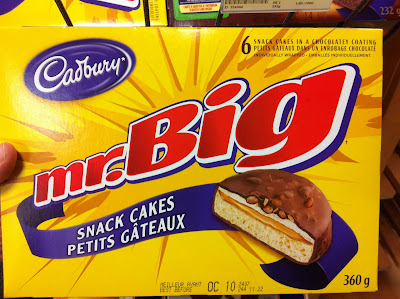 Cadbury
6 SNACK CAKES IN A CHOCOLATEY COATING
PETITS GÂTEAUX DANS UN ENROBAGE CHOCOLATÉ
INDIVIDUALLY WRAPPED • EMBALLÉS INDIVIDUELLEMENT
mr.Big
SNACK CAKES
PETITS GÂTEAUX
360 g
MEILLEUR AVANT
BEST BEFORE
OC 10
232 g